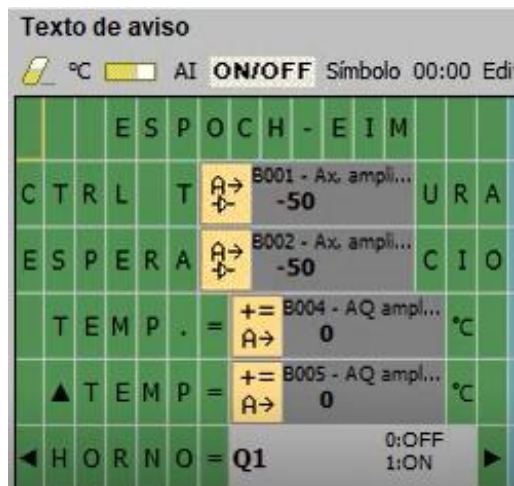 Texto de aviso
°C AI ON/OFF Símbolo 00:00 Edi
ESPOCH-EIM
CTRL T B001 - Ax. ampli... -50 URA
ESPERA B002 - Ax. ampli... -50 CIO
TEMP.= += A→ B004 - AQ ampl... 0 °C
▲TEMP= += A→ B005 - AQ ampl... 0 °C
◄HORNO= Q1 0:OFF 1:ON ►